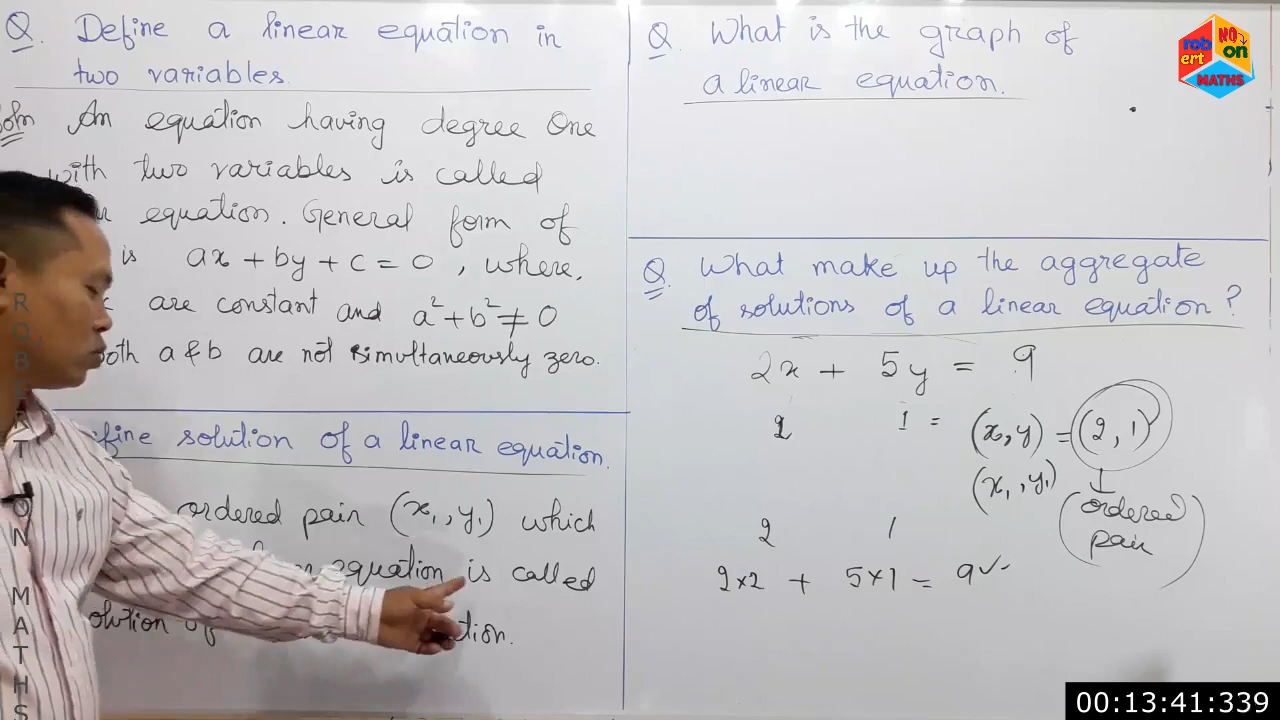 Q. Define a linear equation in
two variables.
Soln An equation having degree One
with two variables is called
equation. General form of
is ax + by + c = 0, where,
are constant and a² + b² ≠ 0
both a & b are not simultaneously zero.
fine solution of a linear equation.
ordered pair (x₁, y₁) which
equation is called
olution of tion.
Q. What is the graph of
a linear equation.
Q. What make up the aggregate
of solutions of a linear equation?
2x + 5y = 9
2 1 = (x, y) = (2, 1)
(x₁, y₁)
ordered
pair
2 1
2×2 + 5×1 = 9 ✓
rob
ert
NO
on
MATHS
ROBERT ON MATHS
00:13:41:339